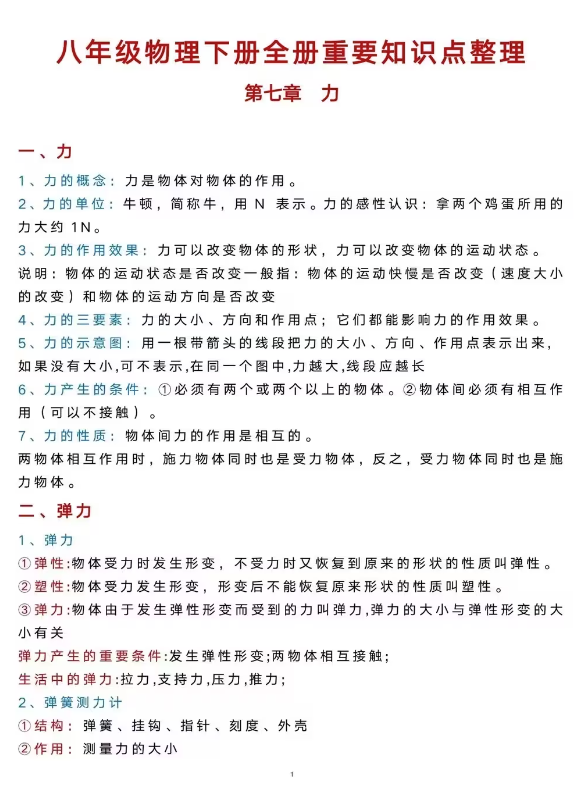 八年级物理下册全册重要知识点整理
第七章 力
一、力
1、力的概念：力是物体对物体的作用。
2、力的单位：牛顿，简称牛，用 N 表示。力的感性认识：拿两个鸡蛋所用的
力大约 1N。
3、力的作用效果：力可以改变物体的形状，力可以改变物体的运动状态。
说明：物体的运动状态是否改变一般指：物体的运动快慢是否改变（速度大小
的改变）和物体的运动方向是否改变
4、力的三要素：力的大小、方向和作用点；它们都能影响力的作用效果。
5、力的示意图：用一根带箭头的线段把力的大小、方向、作用点表示出来，
如果没有大小,可不表示,在同一个图中,力越大,线段应越长
6、力产生的条件：①必须有两个或两个以上的物体。②物体间必须有相互作
用（可以不接触）。
7、力的性质：物体间力的作用是相互的。
两物体相互作用时，施力物体同时也是受力物体，反之，受力物体同时也是施
力物体。
二、弹力
1、弹力
①弹性:物体受力时发生形变，不受力时又恢复到原来的形状的性质叫弹性。
②塑性:物体受力发生形变，形变后不能恢复原来形状的性质叫塑性。
③弹力:物体由于发生弹性形变而受到的力叫弹力,弹力的大小与弹性形变的大
小有关
弹力产生的重要条件:发生弹性形变;两物体相互接触;
生活中的弹力:拉力,支持力,压力,推力;
2、弹簧测力计
①结构：弹簧、挂钩、指针、刻度、外壳
②作用：测量力的大小
1